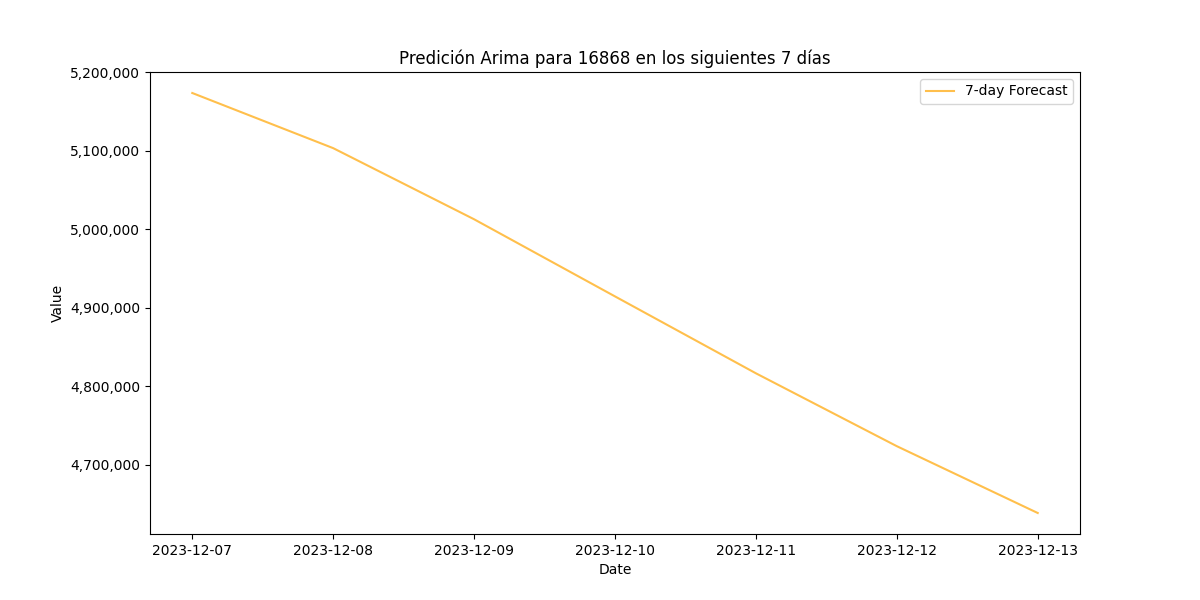 Predición Arima para 16868 en los siguientes 7 días
7-day Forecast
Value
5,200,000
5,100,000
5,000,000
4,900,000
4,800,000
4,700,000
2023-12-07 2023-12-08 2023-12-09 2023-12-10 2023-12-11 2023-12-12 2023-12-13
Date